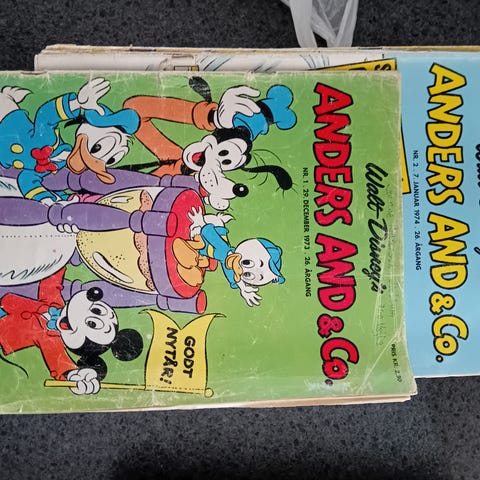 Walt Disney's
ANDERS AND & Co.
NR. 1 · 29. DECEMBER 1973 · 26. ÅRGANG
PRIS KR. 2,90
GODT
NYTÅR!
ANDERS AND & Co.
NR. 2 · 7. JANUAR 1974 · 26. ÅRGANG